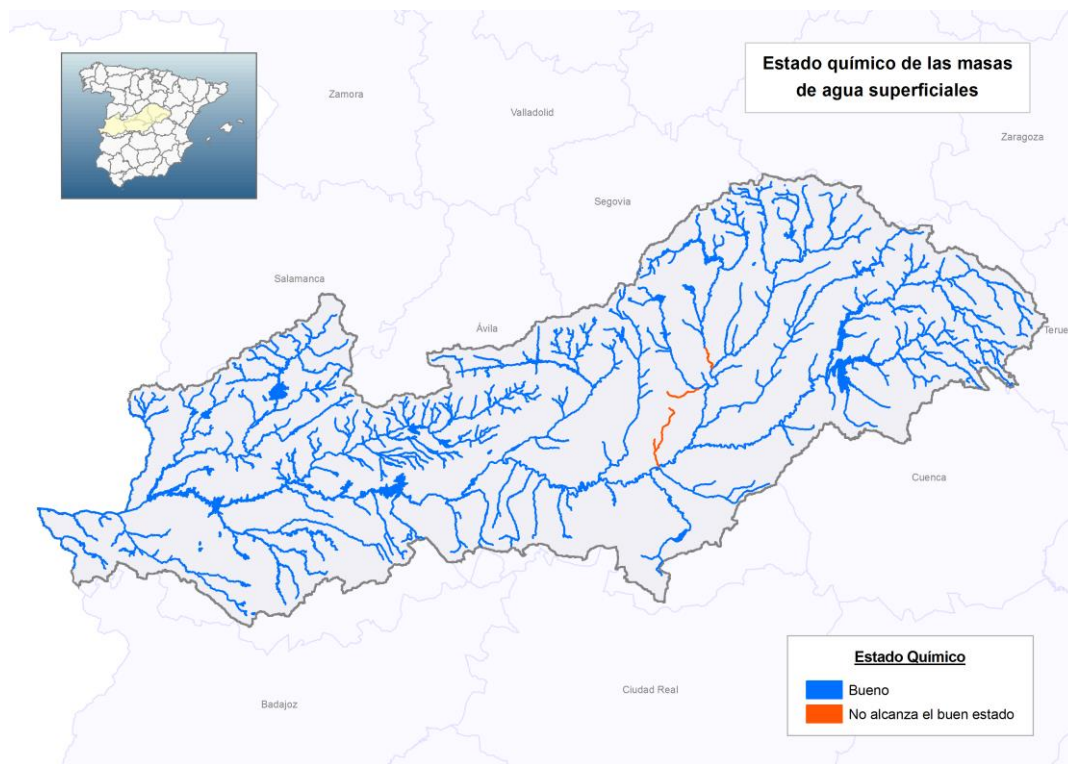 Estado químico de las masas
de agua superficiales
Zamora
Valladolid
Zaragoza
Segovia
Salamanca
Ávila
Terue
Cuenca
Ciudad Real
Badajoz
Estado Químico
Bueno
No alcanza el buen estado